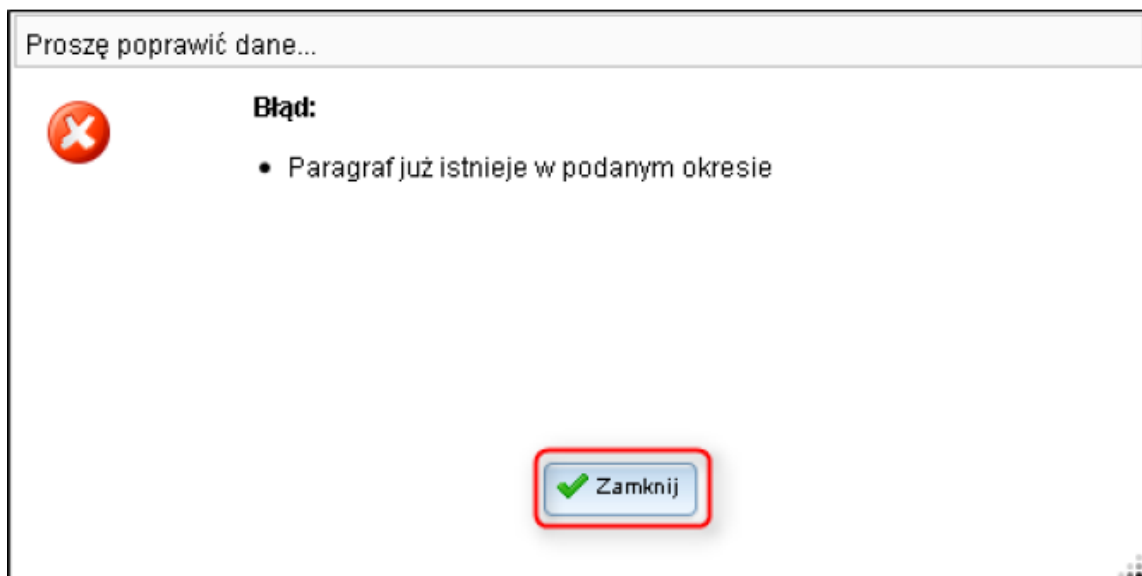 Proszę poprawić dane...
Błąd:
• Paragraf już istnieje w podanym okresie
Zamknij